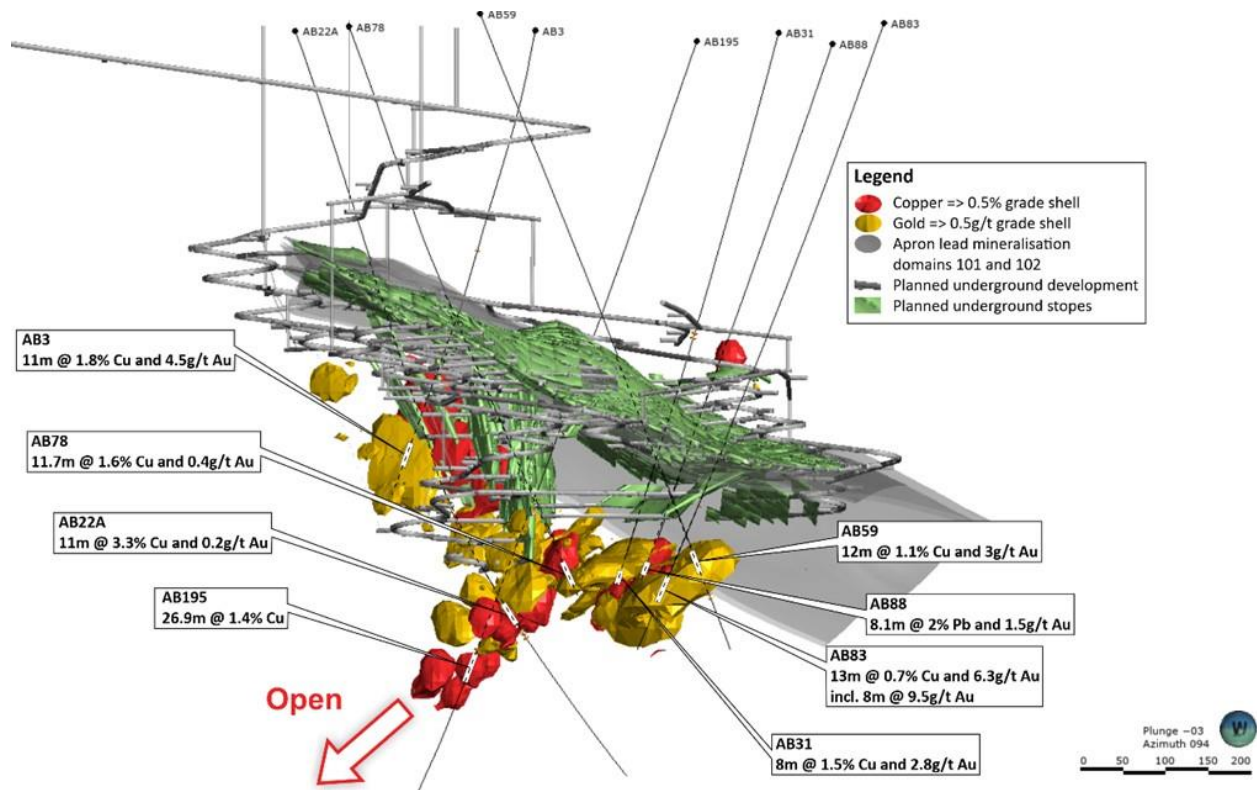 AB22A
AB78
AB59
AB3
AB195
AB31
AB88
AB83
Legend
Copper => 0.5% grade shell
Gold => 0.5g/t grade shell
Apron lead mineralisation
domains 101 and 102
Planned underground development
Planned underground stopes
AB3
11m @ 1.8% Cu and 4.5g/t Au
AB78
11.7m @ 1.6% Cu and 0.4g/t Au
AB22A
11m @ 3.3% Cu and 0.2g/t Au
AB195
26.9m @ 1.4% Cu
Open
AB59
12m @ 1.1% Cu and 3g/t Au
AB88
8.1m @ 2% Pb and 1.5g/t Au
AB83
13m @ 0.7% Cu and 6.3g/t Au
incl. 8m @ 9.5g/t Au
AB31
8m @ 1.5% Cu and 2.8g/t Au
W
Plunge −03
Azimuth 094
0 50 100 150 200